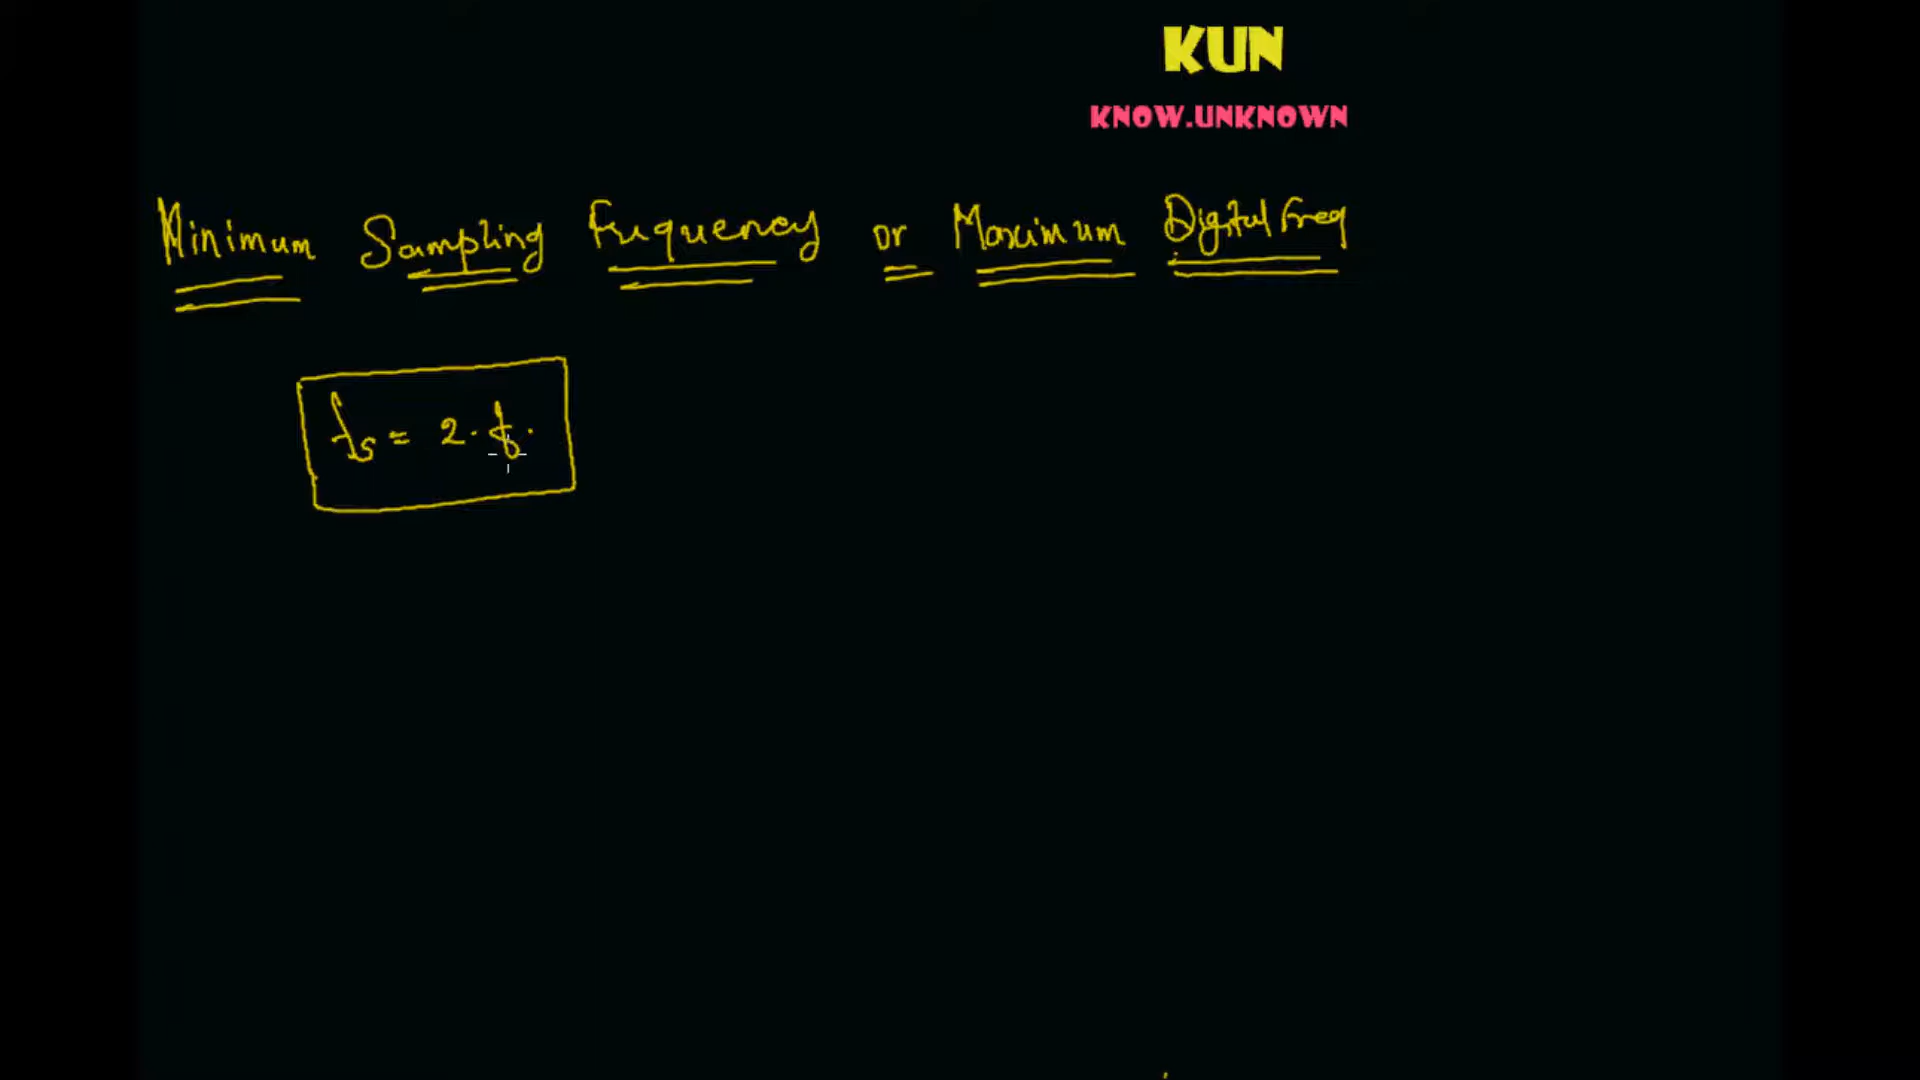 KUN
KNOW.UNKNOWN
Minimum Sampling Frequency or Maximum Digital Freq
fs = 2. f.